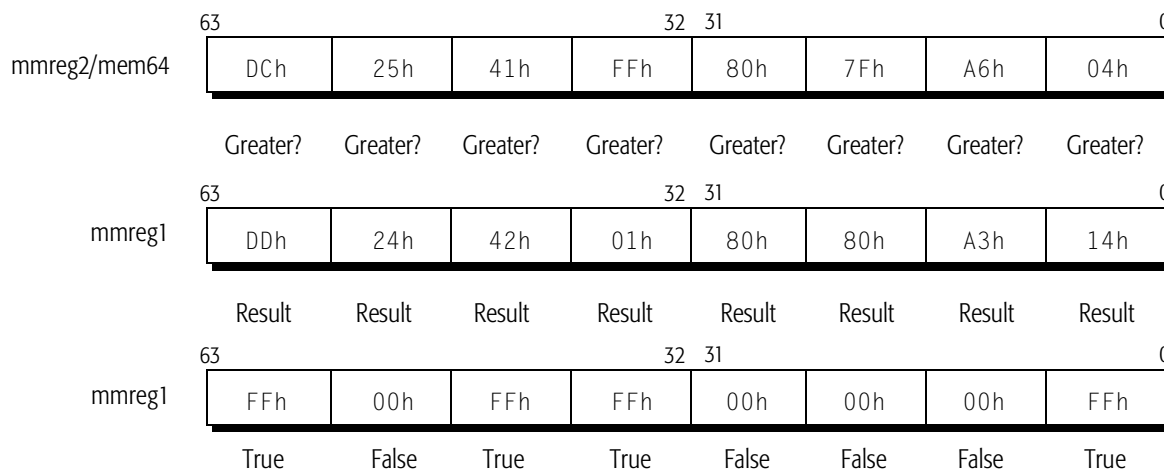 63 32 31 0
mmreg2/mem64 DCh 25h 41h FFh 80h 7Fh A6h 04h
Greater? Greater? Greater? Greater? Greater? Greater? Greater? Greater?
63 32 31 0
mmreg1 DDh 24h 42h 01h 80h 80h A3h 14h
Result Result Result Result Result Result Result Result
63 32 31 0
mmreg1 FFh 00h FFh FFh 00h 00h 00h FFh
True False True True False False False True